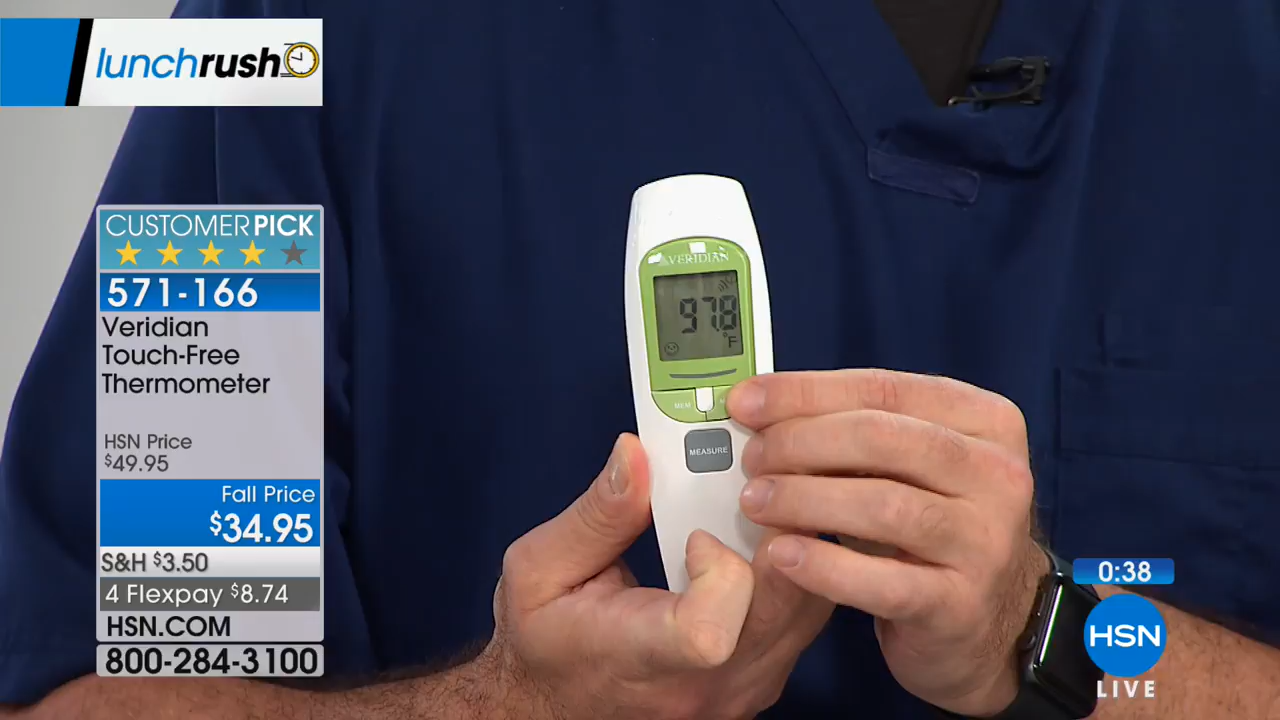 lunchrush
CUSTOMER PICK
571-166
Veridian
Touch-Free
Thermometer
HSN Price
$49.95
Fall Price
$34.95
S&H $3.50
4 Flexpay $8.74
HSN.COM
800-284-3100
VERIDIAN
97.8
°F
MEM
MEASURE
0:38
HSN
LIVE